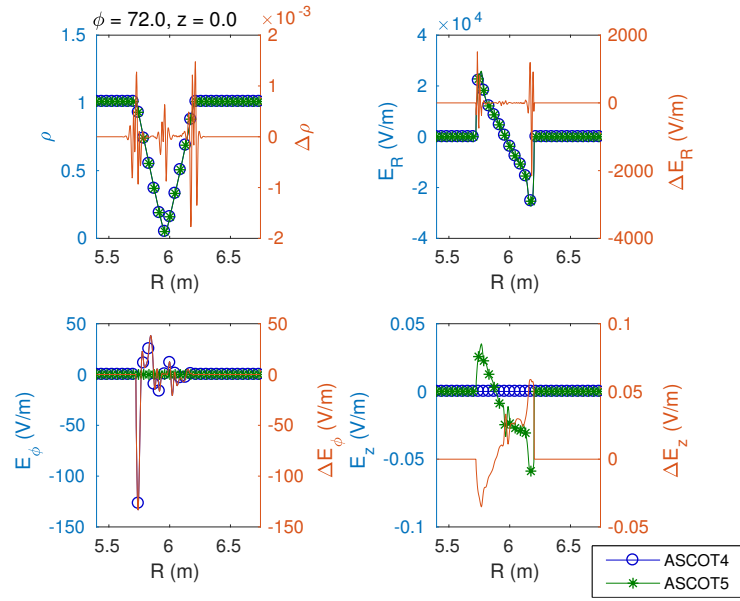 ϕ = 72.0, z = 0.0
×10⁻³
1.5
1
0.5
0
ρ
2
1
0
-1
-2
Δρ
5.5 6 6.5
R (m)
×10⁴
4
2
0
-2
-4
E_R (V/m)
2000
1000
0
-1000
-2000
-3000
-4000
ΔE_R (V/m)
5.5 6 6.5
R (m)
50
0
-50
-100
-150
E_ϕ (V/m)
50
0
-50
-100
-150
ΔE_ϕ (V/m)
5.5 6 6.5
R (m)
0.05
0
-0.05
-0.1
E_z (V/m)
0.1
0.05
0
-0.05
ΔE_z (V/m)
5.5 6 6.5
R (m)
ASCOT4
ASCOT5